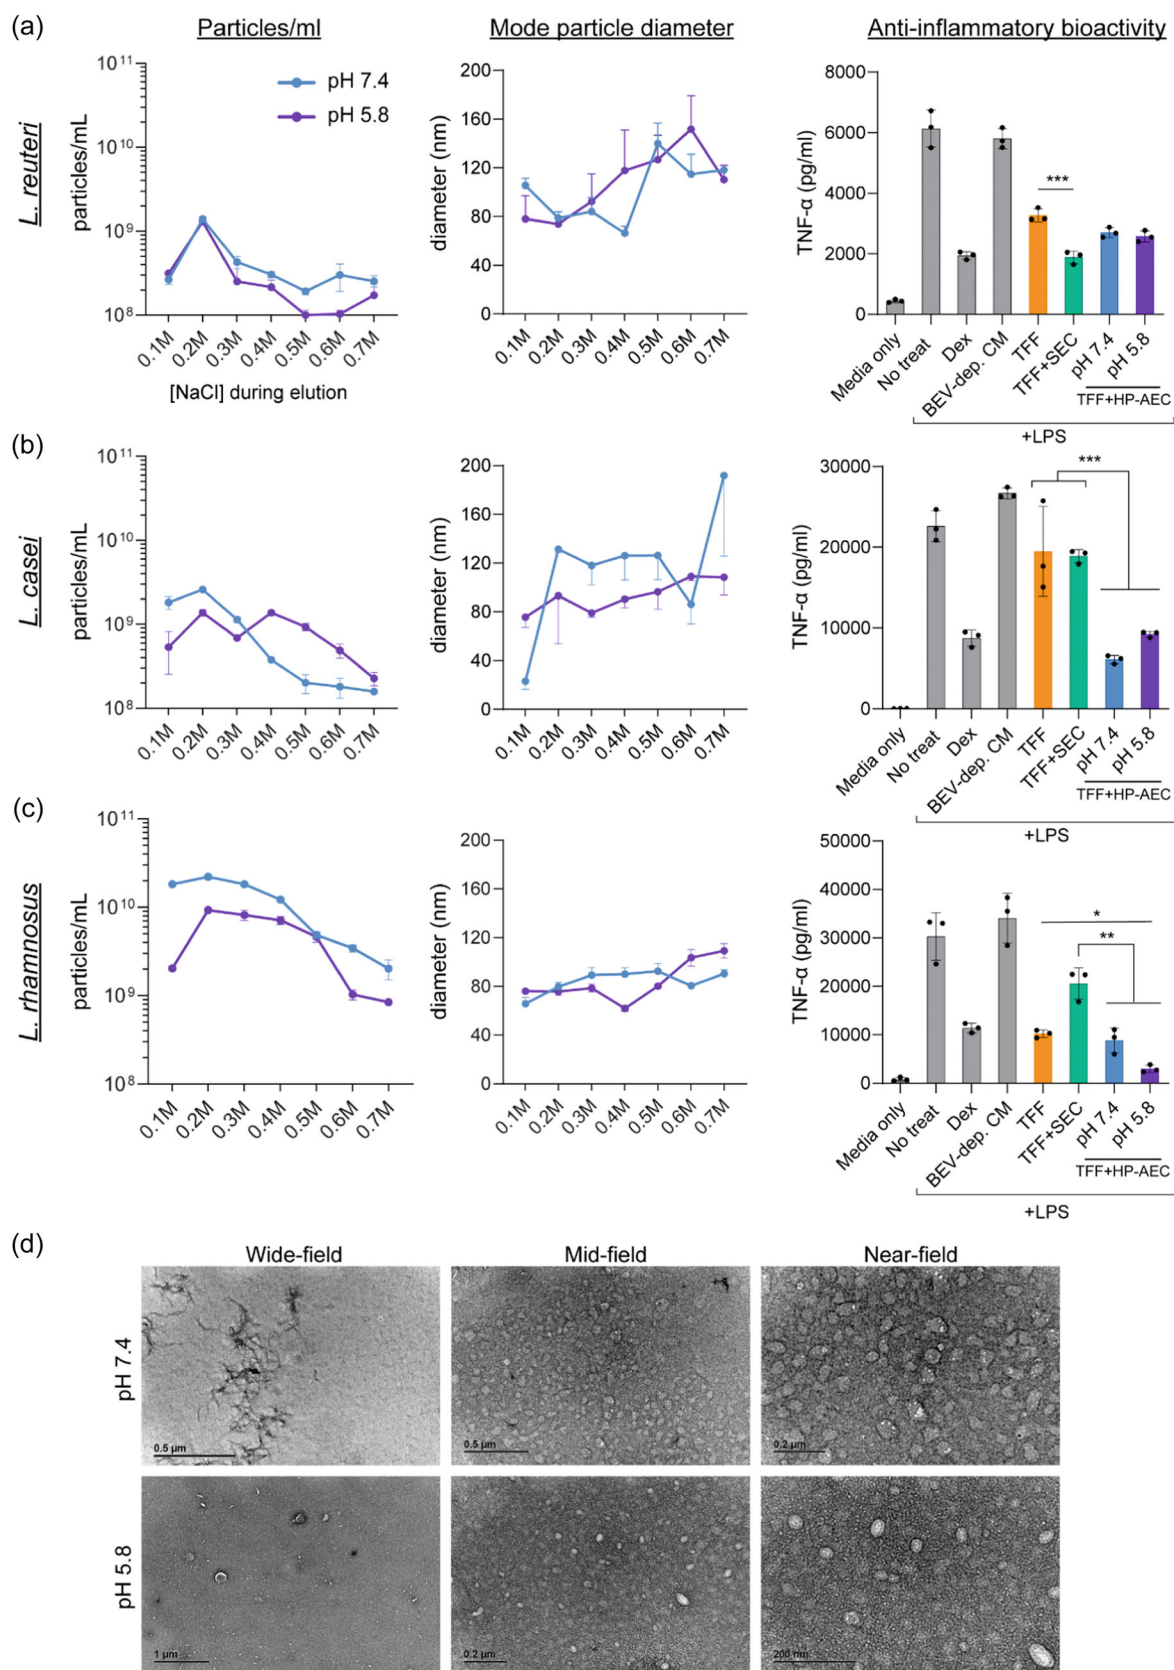 (a)
Particles/ml
Mode particle diameter
Anti-inflammatory bioactivity
L. reuteri
particles/mL
10¹¹
10¹⁰
10⁹
10⁸
pH 7.4
pH 5.8
0.1M 0.2M 0.3M 0.4M 0.5M 0.6M 0.7M
[NaCl] during elution
diameter (nm)
200
160
120
80
40
0
0.1M 0.2M 0.3M 0.4M 0.5M 0.6M 0.7M
TNF-α (pg/ml)
8000
6000
4000
2000
0
***
Media only No treat Dex BEV-dep. CM TFF TFF+SEC pH 7.4 pH 5.8
TFF+HP-AEC
+LPS
(b)
L. casei
particles/mL
10¹¹
10¹⁰
10⁹
10⁸
0.1M 0.2M 0.3M 0.4M 0.5M 0.6M 0.7M
diameter (nm)
200
160
120
80
40
0
0.1M 0.2M 0.3M 0.4M 0.5M 0.6M 0.7M
TNF-α (pg/ml)
30000
20000
10000
0
***
Media only No treat Dex BEV-dep. CM TFF TFF+SEC pH 7.4 pH 5.8
TFF+HP-AEC
+LPS
(c)
L. rhamnosus
particles/mL
10¹¹
10¹⁰
10⁹
10⁸
0.1M 0.2M 0.3M 0.4M 0.5M 0.6M 0.7M
diameter (nm)
200
160
120
80
40
0
0.1M 0.2M 0.3M 0.4M 0.5M 0.6M 0.7M
TNF-α (pg/ml)
50000
40000
30000
20000
10000
0
*
**
Media only No treat Dex BEV-dep. CM TFF TFF+SEC pH 7.4 pH 5.8
TFF+HP-AEC
+LPS
(d)
Wide-field
Mid-field
Near-field
pH 7.4
0.5 µm
0.5 µm
0.2 µm
pH 5.8
1 µm
0.2 µm
200 nm